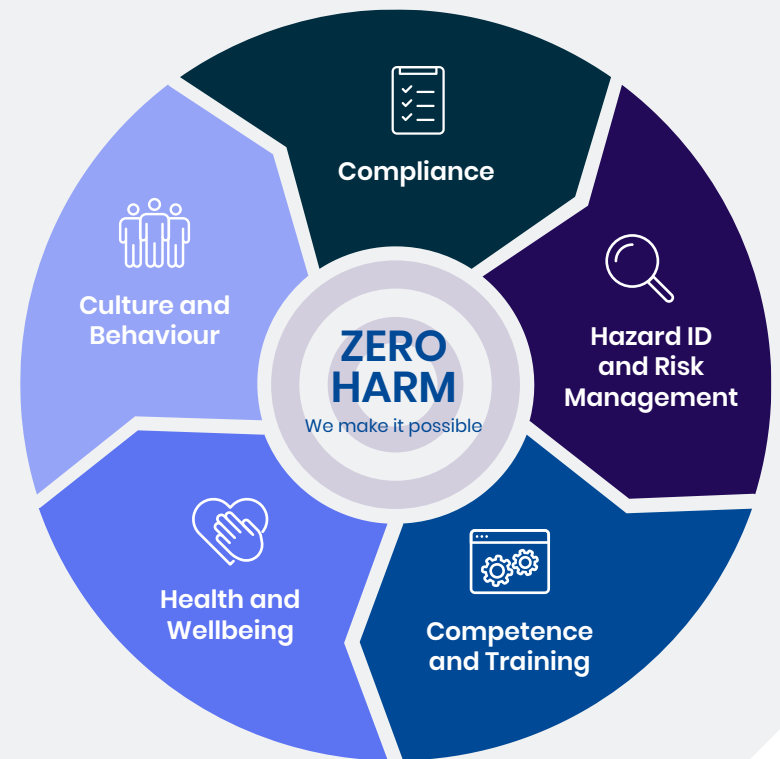 Compliance
Culture and
Behaviour
Hazard ID
and Risk
Management
ZERO
HARM
We make it possible
Health and
Wellbeing
Competence
and Training